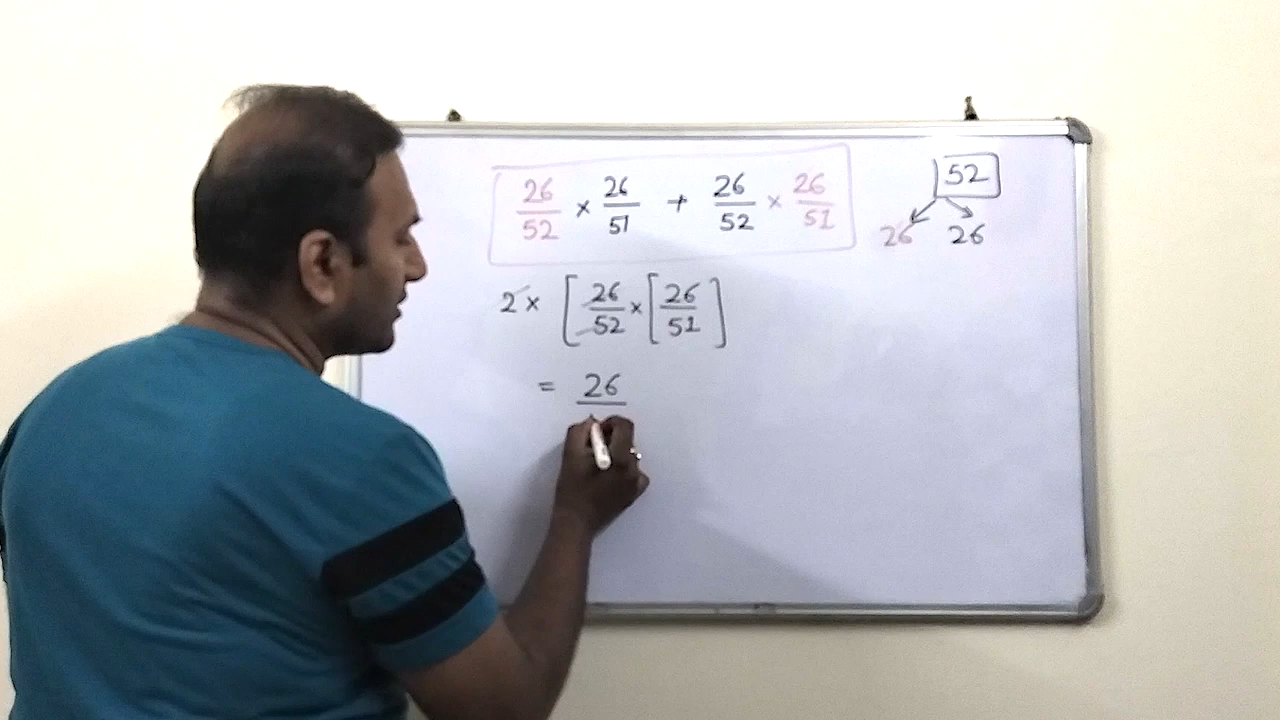 26/52 × 26/51 + 26/52 × 26/51
52
26 26
2 × [ 26/52 × [ 26/51 ]
= 26